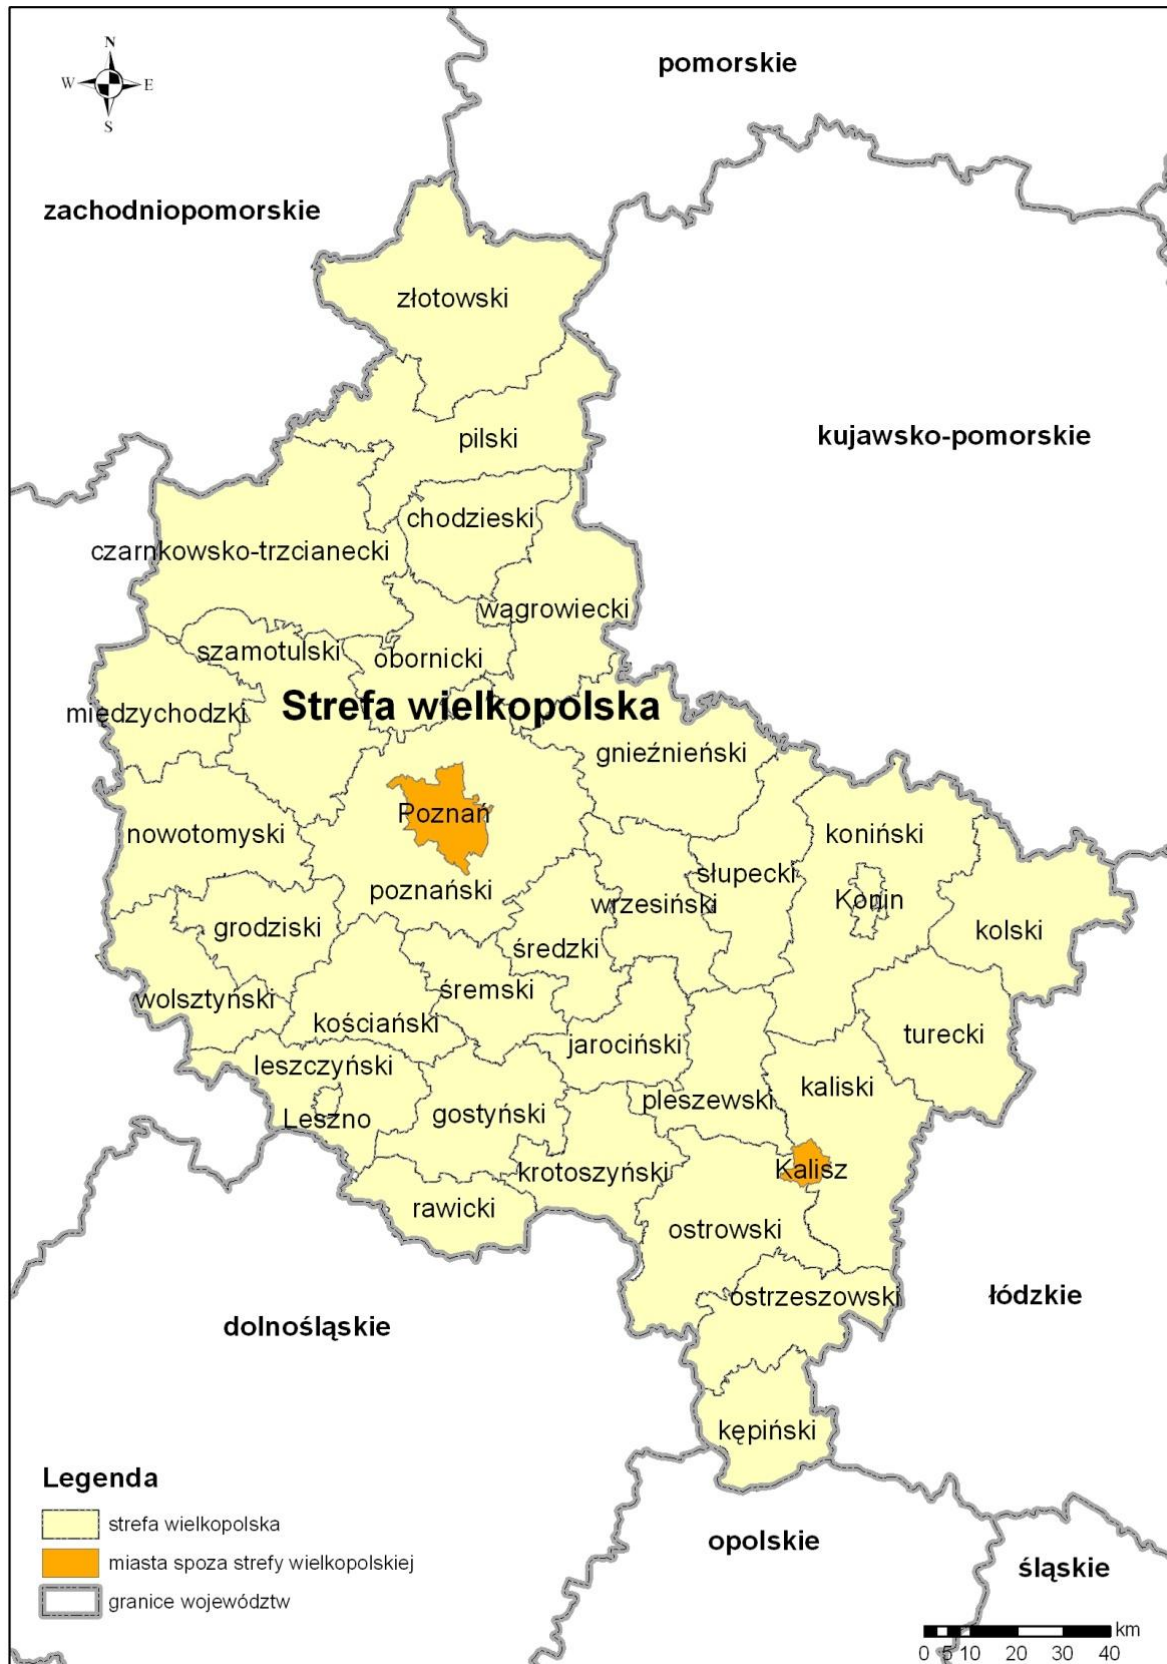 N
W E
S
pomorskie
zachodniopomorskie
złotowski
pilski
kujawsko-pomorskie
chodzieski
czarnkowsko-trzcianecki
wągrowiecki
szamotulski
obornicki
międzychodzki
Strefa wielkopolska
gnieźnieński
Poznań
nowotomyski
koniński
poznański
słupecki
wrzesiński
Konin
grodziski
średzki
kolski
wolsztyński
śremski
kościański
turecki
jarociński
leszczyński
kaliski
Leszno
gostyński
pleszewski
krotoszyński
Kalisz
rawicki
ostrowski
ostrzeszowski
łódzkie
dolnośląskie
kępiński
Legenda
strefa wielkopolska
miasta spoza strefy wielkopolskiej
granice województw
opolskie
śląskie
km
0 5 10 20 30 40